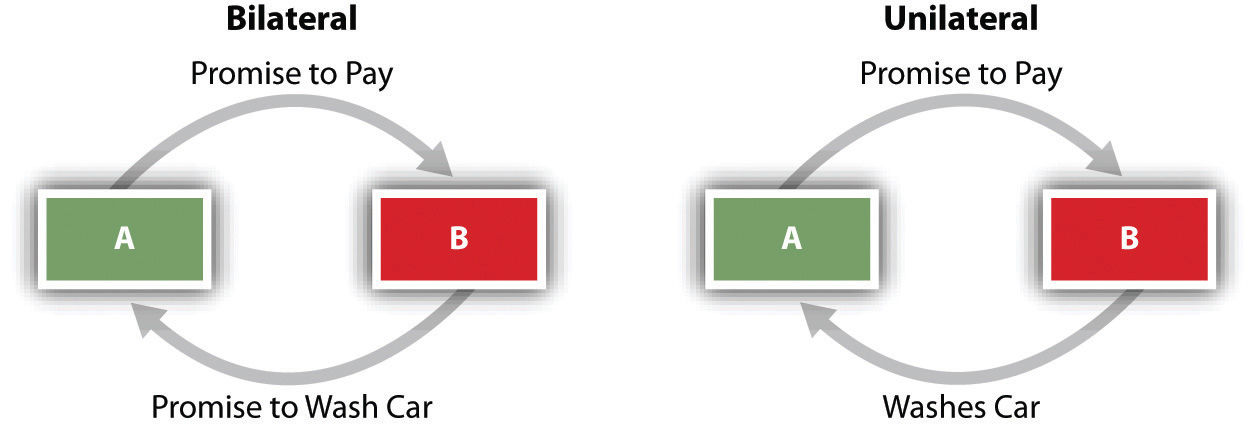 Bilateral
Promise to Pay
A
B
Promise to Wash Car
Unilateral
Promise to Pay
A
B
Washes Car